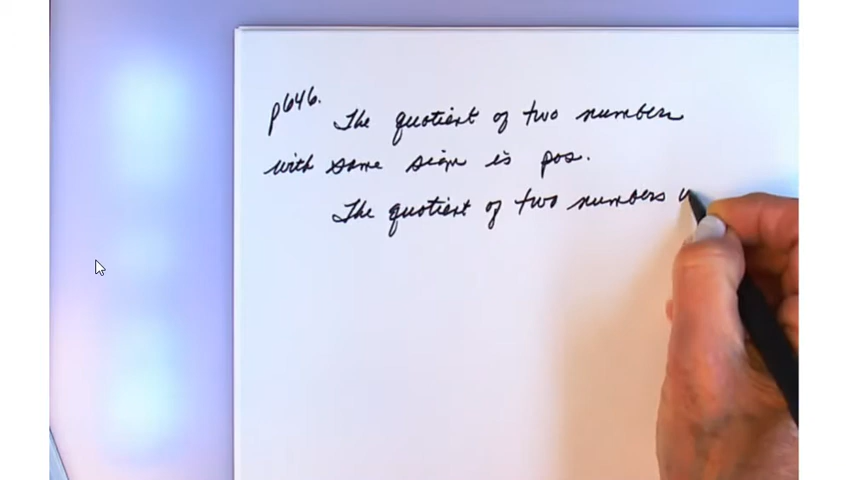 p646. The quotient of two numbers
with same sign is pos.
The quotient of two numbers